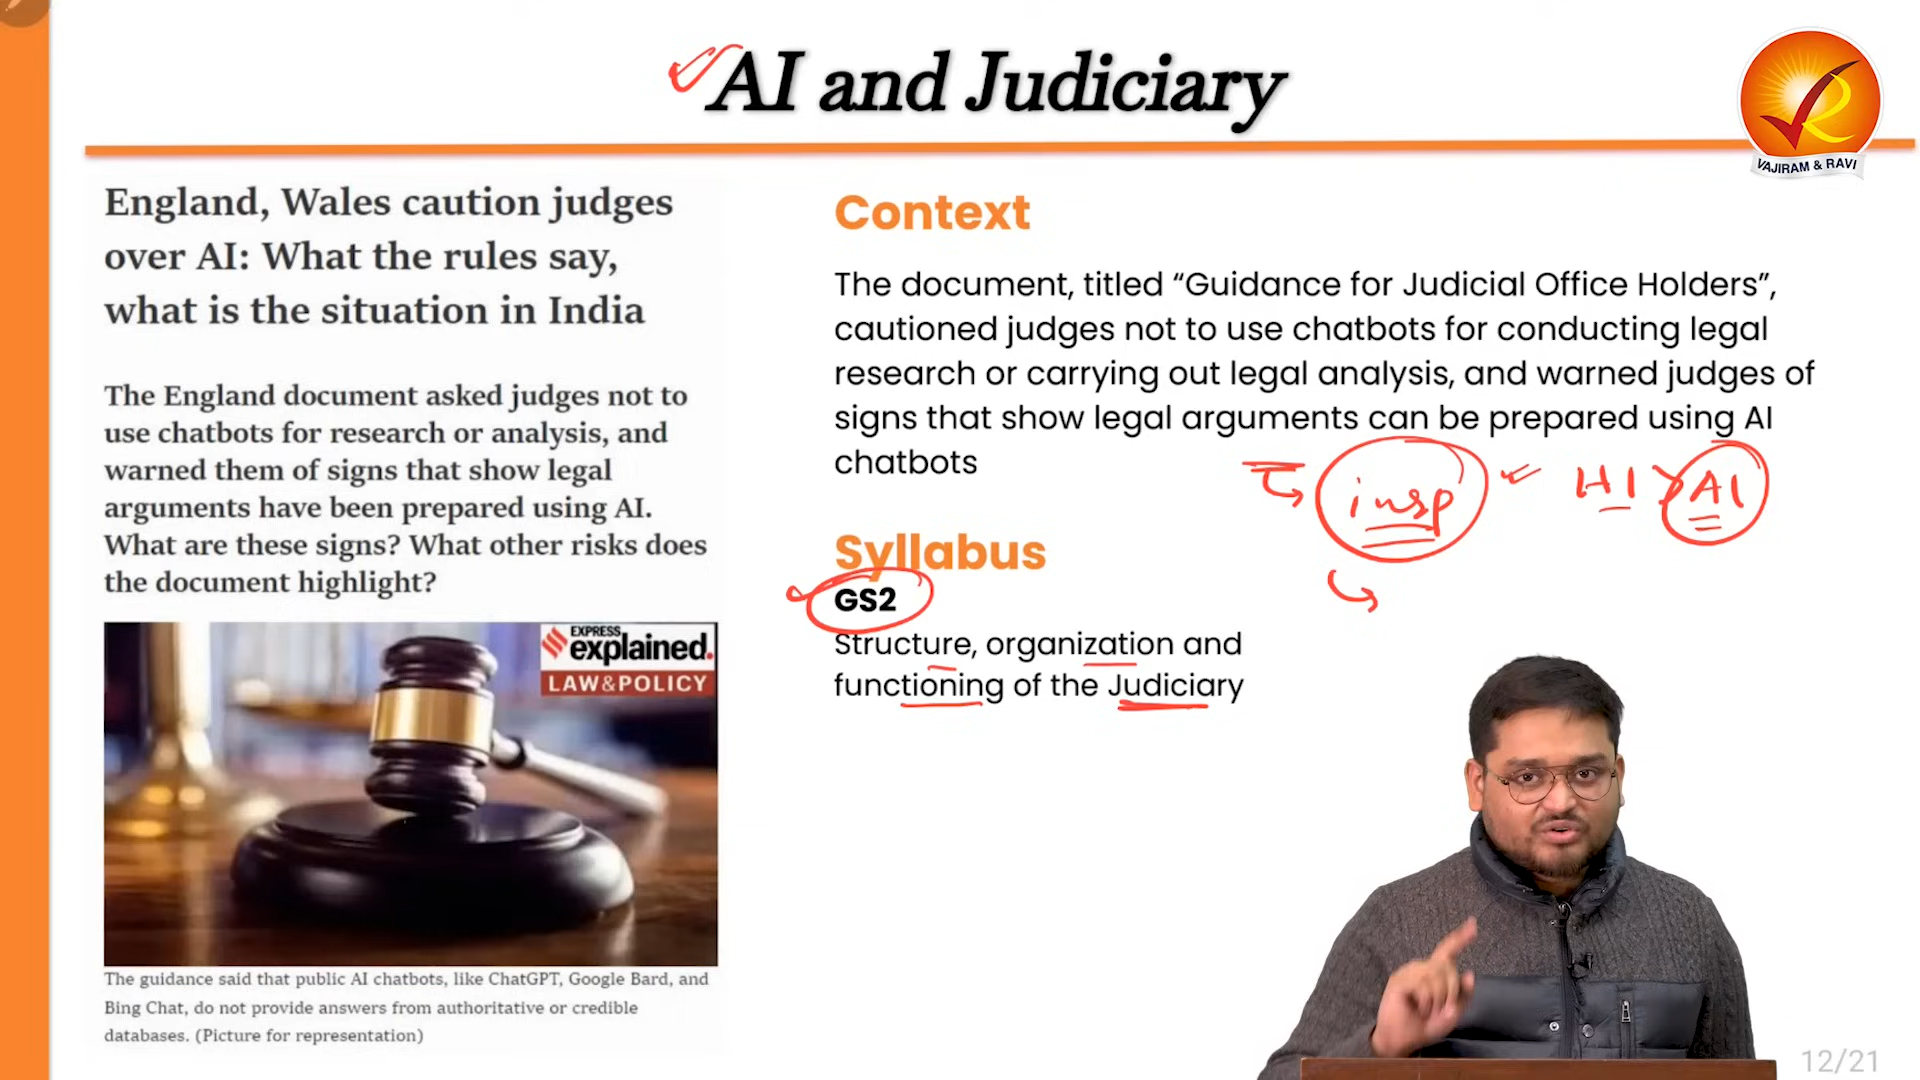 AI and Judiciary
VAJIRAM & RAVI
England, Wales caution judges
over AI: What the rules say,
what is the situation in India
The England document asked judges not to
use chatbots for research or analysis, and
warned them of signs that show legal
arguments have been prepared using AI.
What are these signs? What other risks does
the document highlight?
EXPRESS
explained.
LAW&POLICY
The guidance said that public AI chatbots, like ChatGPT, Google Bard, and
Bing Chat, do not provide answers from authoritative or credible
databases. (Picture for representation)
Context
The document, titled “Guidance for Judicial Office Holders”,
cautioned judges not to use chatbots for conducting legal
research or carrying out legal analysis, and warned judges of
signs that show legal arguments can be prepared using AI
chatbots
insp HI > AI
Syllabus
GS2
Structure, organization and
functioning of the Judiciary
12/21